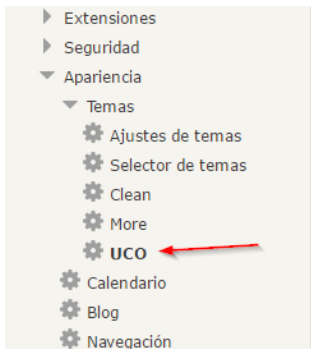 Extensiones
Seguridad
Apariencia
Temas
Ajustes de temas
Selector de temas
Clean
More
UCO
Calendario
Blog
Navegación